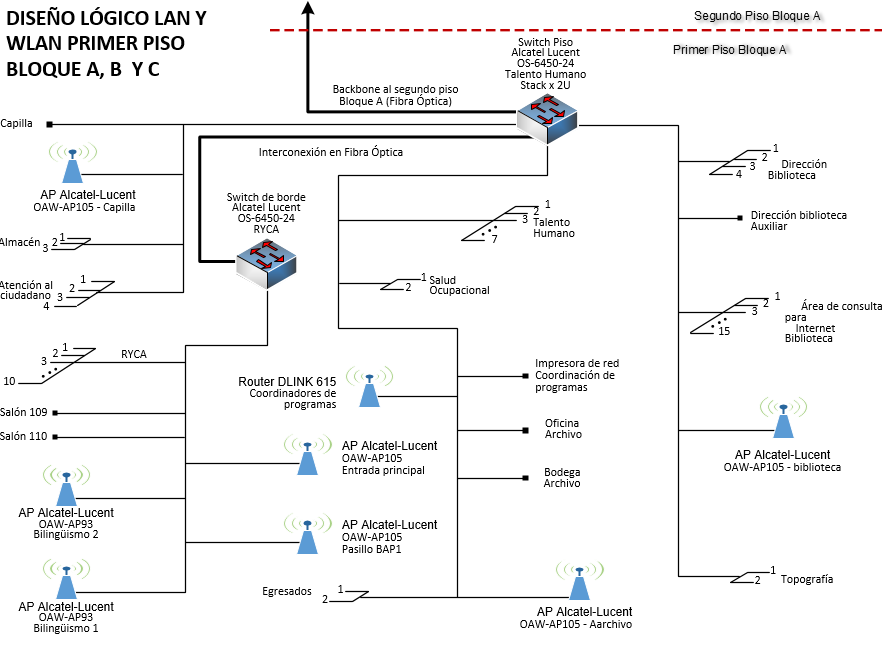 DISEÑO LÓGICO LAN Y
WLAN PRIMER PISO
BLOQUE A, B Y C
Segundo Piso Bloque A
Primer Piso Bloque A
Switch Piso
Alcatel Lucent
OS-6450-24
Talento Humano
Stack x 2U
Backbone al segundo piso
Bloque A (Fibra Óptica)
Interconexión en Fibra Óptica
Capilla
AP Alcatel-Lucent
OAW-AP105 - Capilla
Almacén
1
2
3
Atención al
ciudadano
1
2
3
4
Switch de borde
Alcatel Lucent
OS-6450-24
RYCA
1
2
3
10
RYCA
Salón 109
Salón 110
AP Alcatel-Lucent
OAW-AP93
Bilingüismo 2
AP Alcatel-Lucent
OAW-AP93
Bilingüismo 1
1
2
3
7
Talento
Humano
1
2
Salud
Ocupacional
Router DLINK 615
Coordinadores de
programas
AP Alcatel-Lucent
OAW-AP105
Entrada principal
AP Alcatel-Lucent
OAW-AP105
Pasillo BAP1
Egresados
1
2
Impresora de red
Coordinación de
programas
Oficina
Archivo
Bodega
Archivo
AP Alcatel-Lucent
OAW-AP105 - Aarchivo
1
2
3
4
Dirección
Biblioteca
Dirección biblioteca
Auxiliar
1
2
3
15
Área de consulta
para
Internet
Biblioteca
AP Alcatel-Lucent
OAW-AP105 - biblioteca
1
2
Topografía